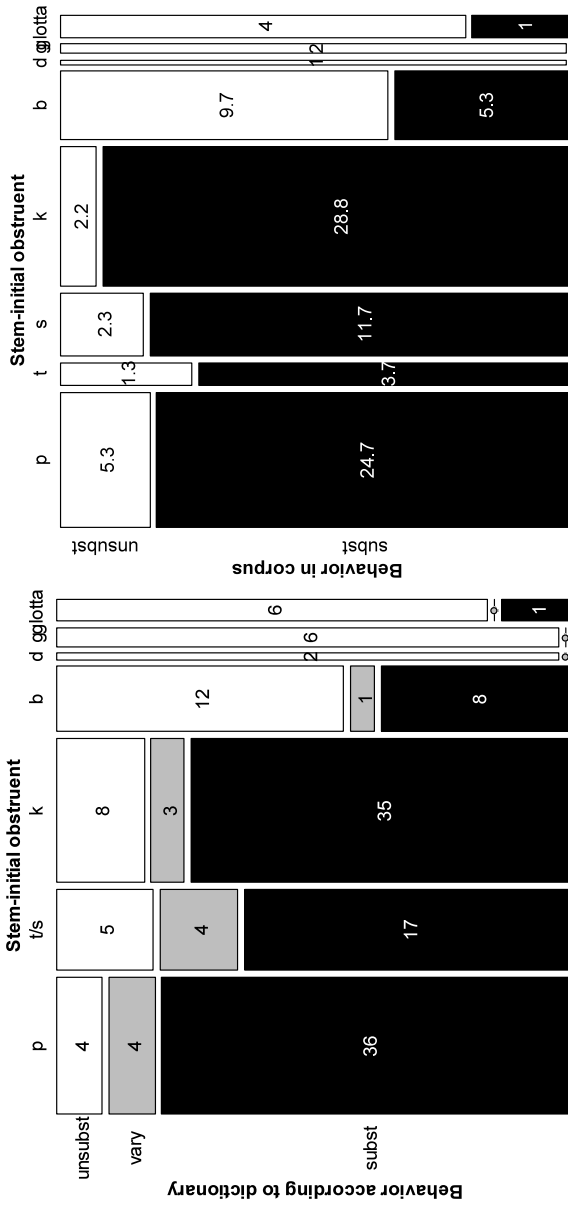 Stem-initial obstruent
p t/s k b d g glotta
unsubst 4 5 8 12 2 6 6
vary 4 4 3 1
subst 36 17 35 8 1
Behavior according to dictionary
Stem-initial obstruent
p t s k b d g glotta
unsubst 5.3 1.3 2.3 2.2 9.7 1 2 4
subst 24.7 3.7 11.7 28.8 5.3 1
Behavior in corpus